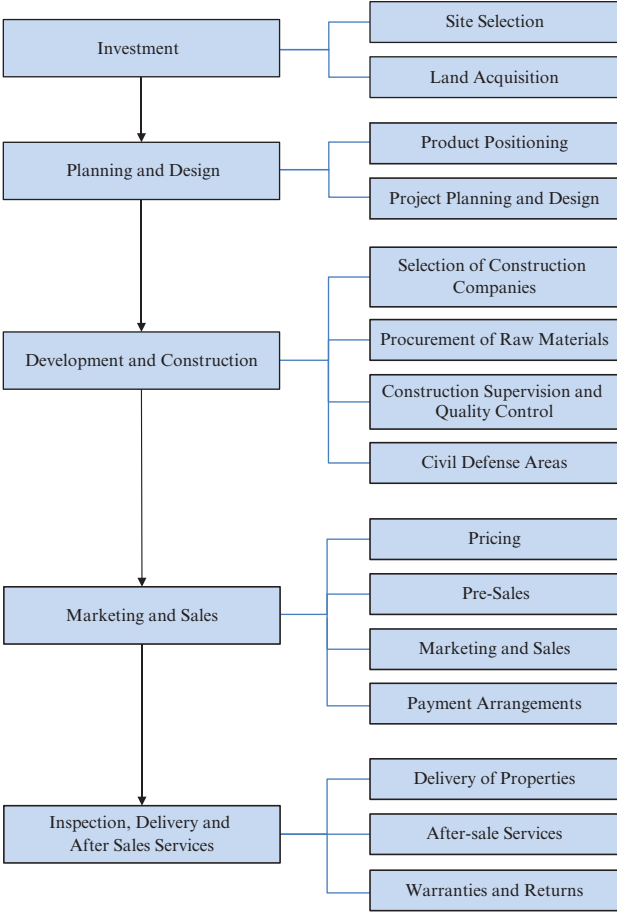 Investment
Site Selection
Land Acquisition
Planning and Design
Product Positioning
Project Planning and Design
Development and Construction
Selection of Construction
Companies
Procurement of Raw Materials
Construction Supervision and
Quality Control
Civil Defense Areas
Marketing and Sales
Pricing
Pre-Sales
Marketing and Sales
Payment Arrangements
Inspection, Delivery and
After Sales Services
Delivery of Properties
After-sale Services
Warranties and Returns